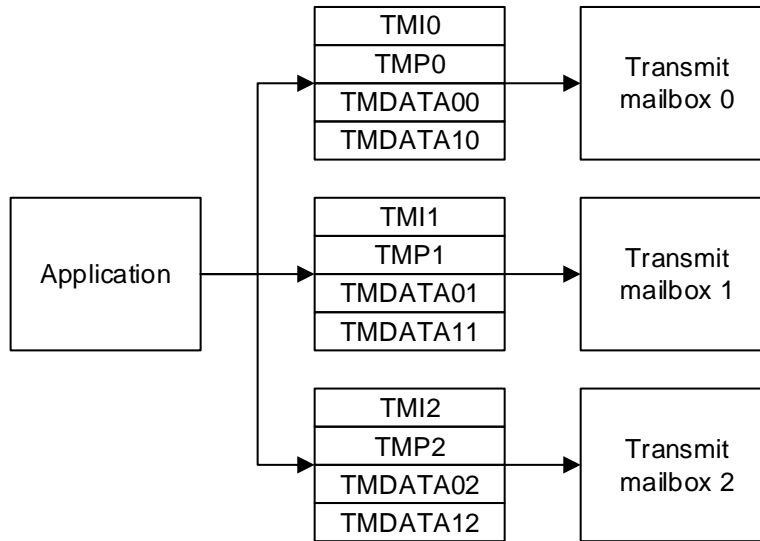 TMI0
TMP0
TMDATA00
TMDATA10
Transmit
mailbox 0
Application
TMI1
TMP1
TMDATA01
TMDATA11
Transmit
mailbox 1
TMI2
TMP2
TMDATA02
TMDATA12
Transmit
mailbox 2